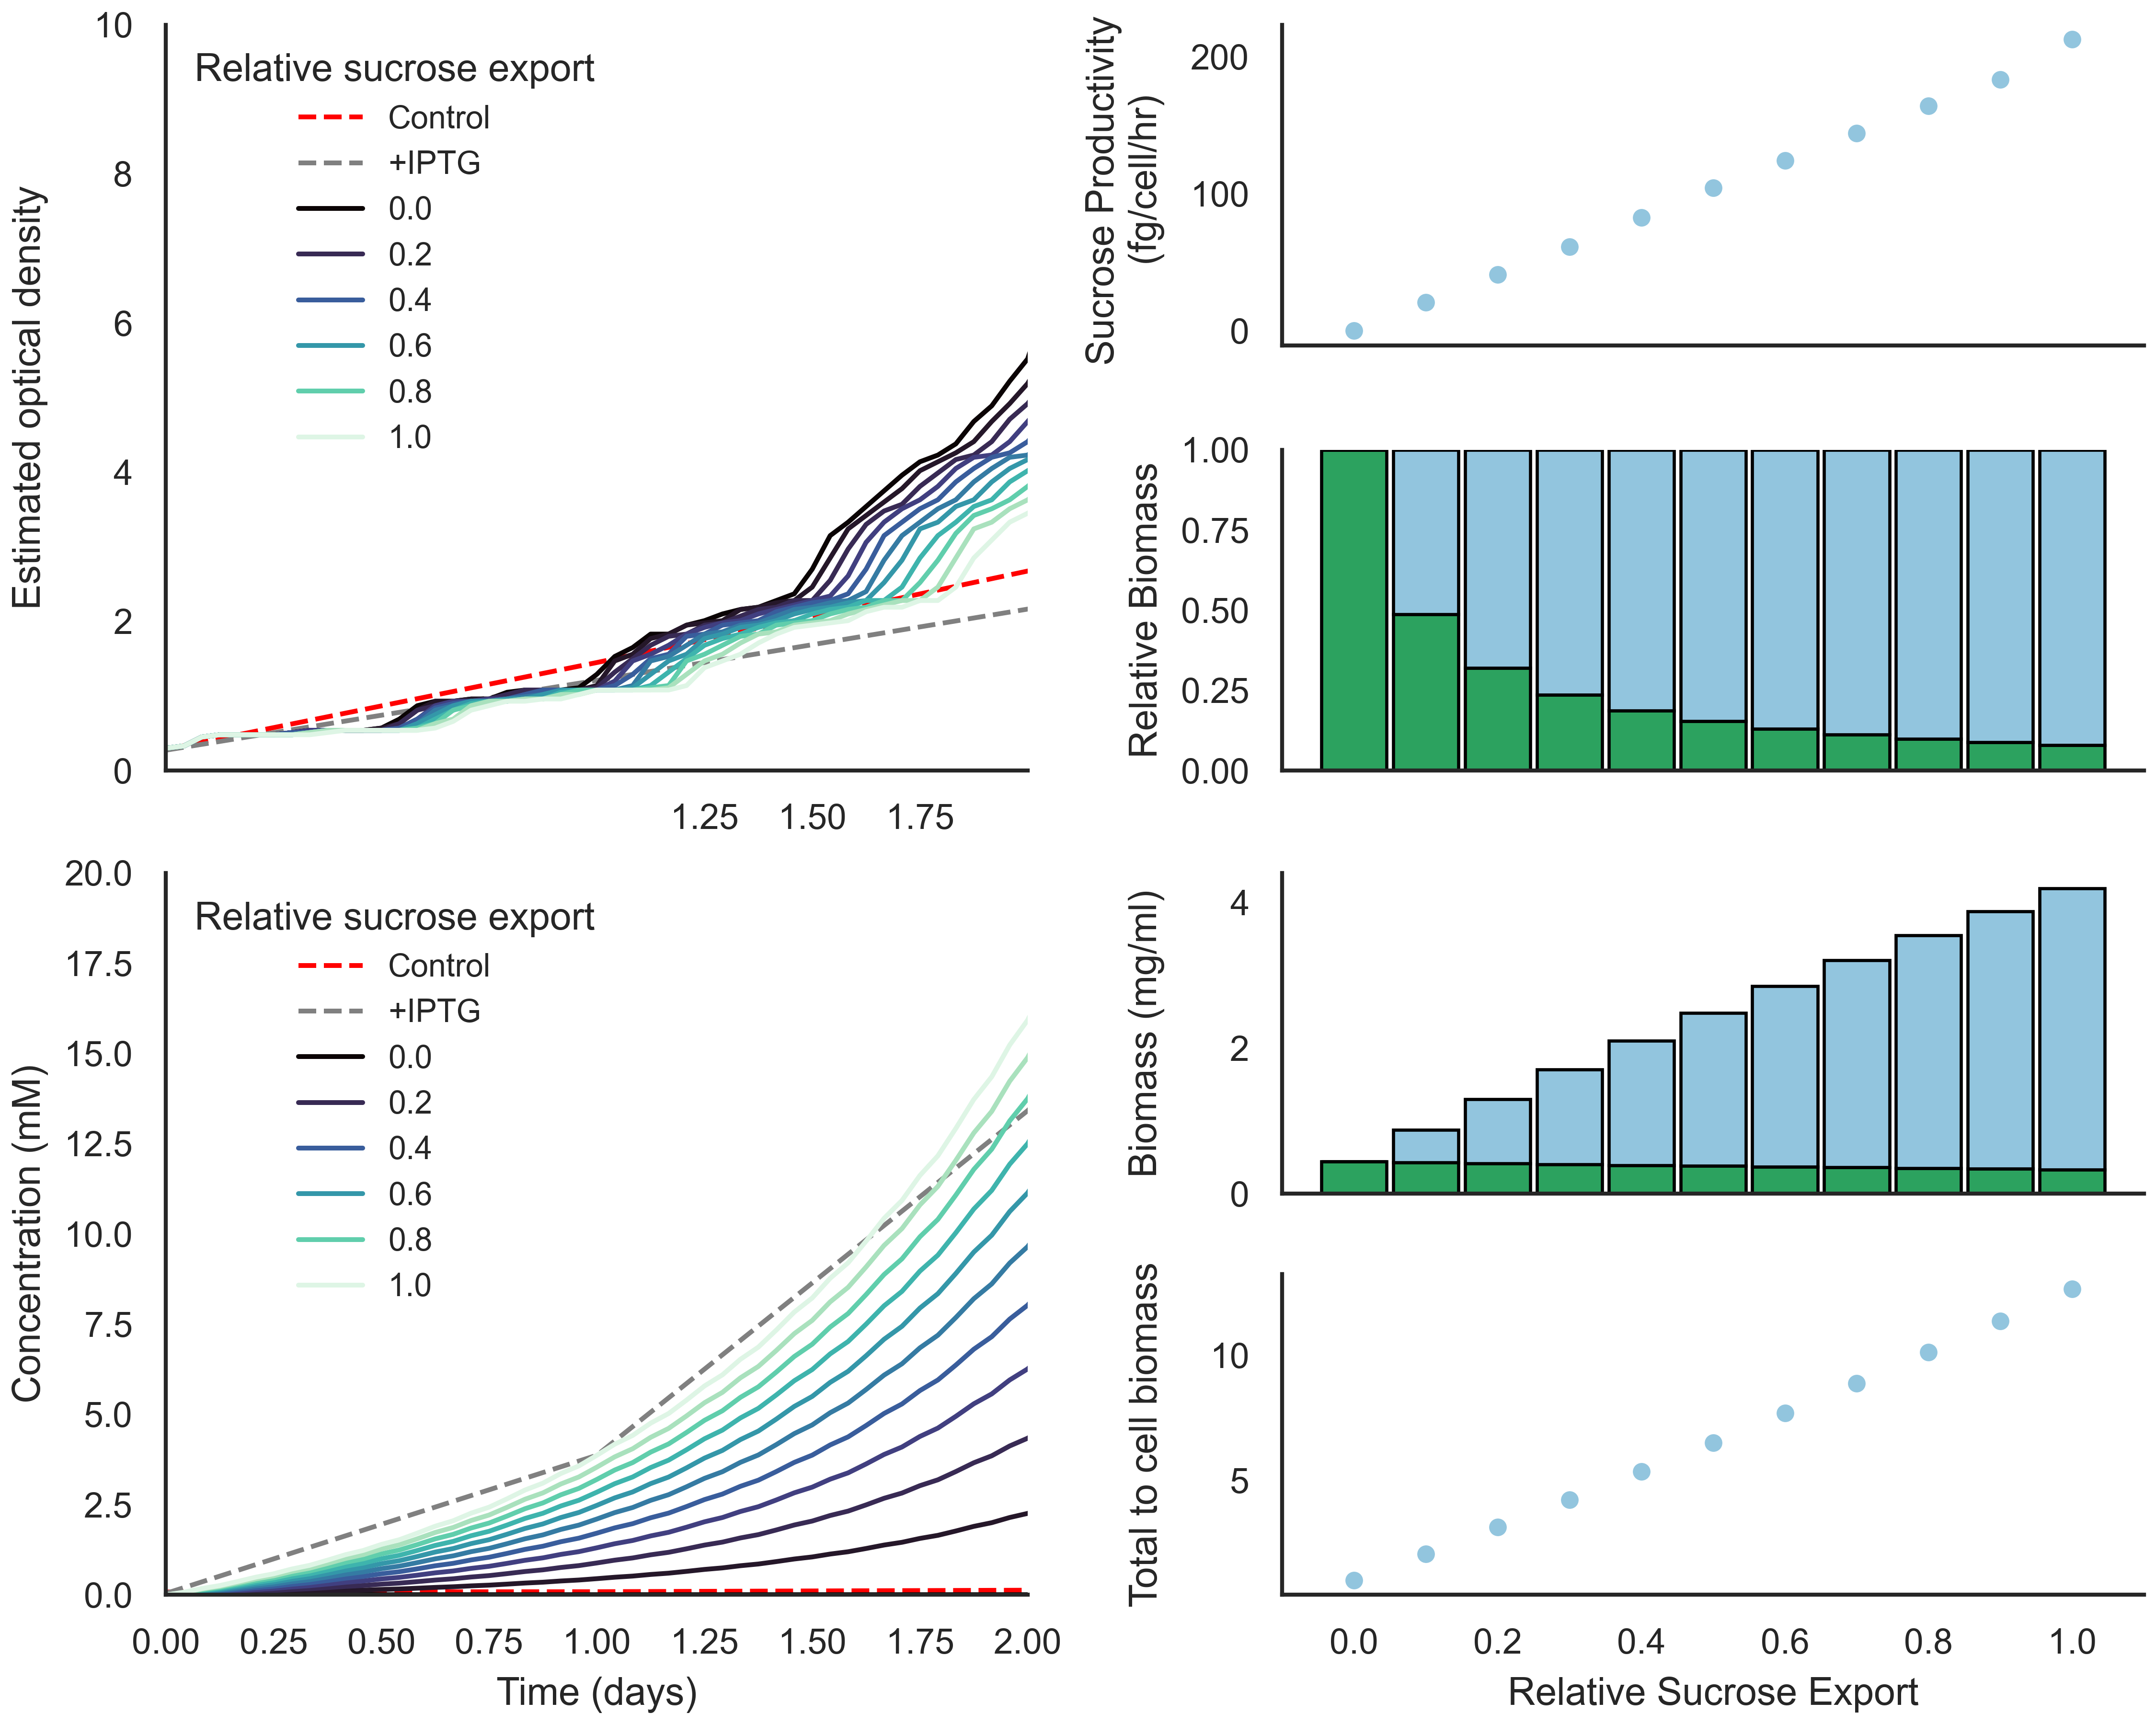 Estimated optical density
10
8
6
4
2
0
Relative sucrose export
Control
+IPTG
0.0
0.2
0.4
0.6
0.8
1.0
1.25 1.50 1.75
Concentration (mM)
20.0
17.5
15.0
12.5
10.0
7.5
5.0
2.5
0.0
Relative sucrose export
Control
+IPTG
0.0
0.2
0.4
0.6
0.8
1.0
0.00 0.25 0.50 0.75 1.00 1.25 1.50 1.75 2.00
Time (days)
Sucrose Productivity
(fg/cell/hr)
200
100
0
Relative Biomass
1.00
0.75
0.50
0.25
0.00
Biomass (mg/ml)
4
2
0
Total to cell biomass
10
5
0.0 0.2 0.4 0.6 0.8 1.0
Relative Sucrose Export